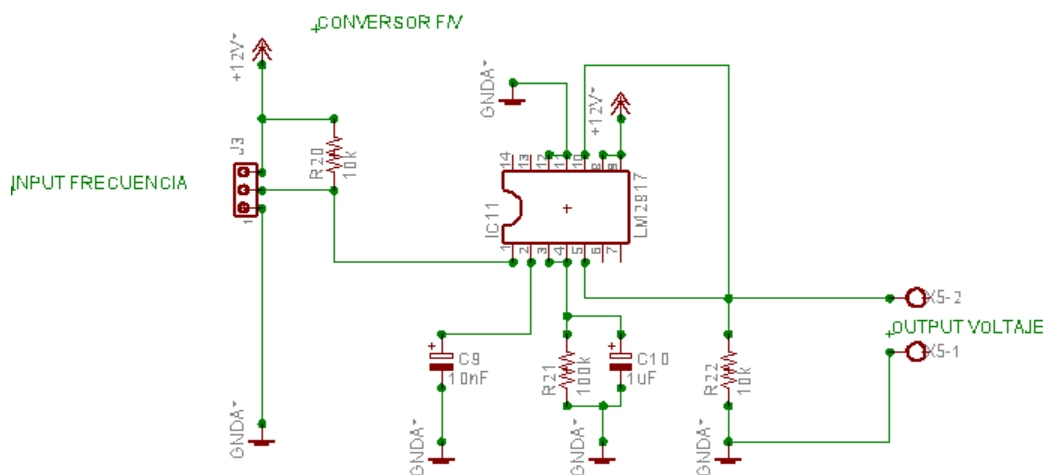 CONVERSOR F/V
+12V*
GNDA*
+12V*
J3
R20
10k
INPUT FRECUENCIA
1
14
13
12
11
10
9
8
IC11
LM2917
1
2
3
4
5
6
7
X5-2
OUTPUT VOLTAJE
X5-1
+
C9
10nF
R21
100k
+
C10
1uF
R22
10k
GNDA*
GNDA*
GNDA*
GNDA*